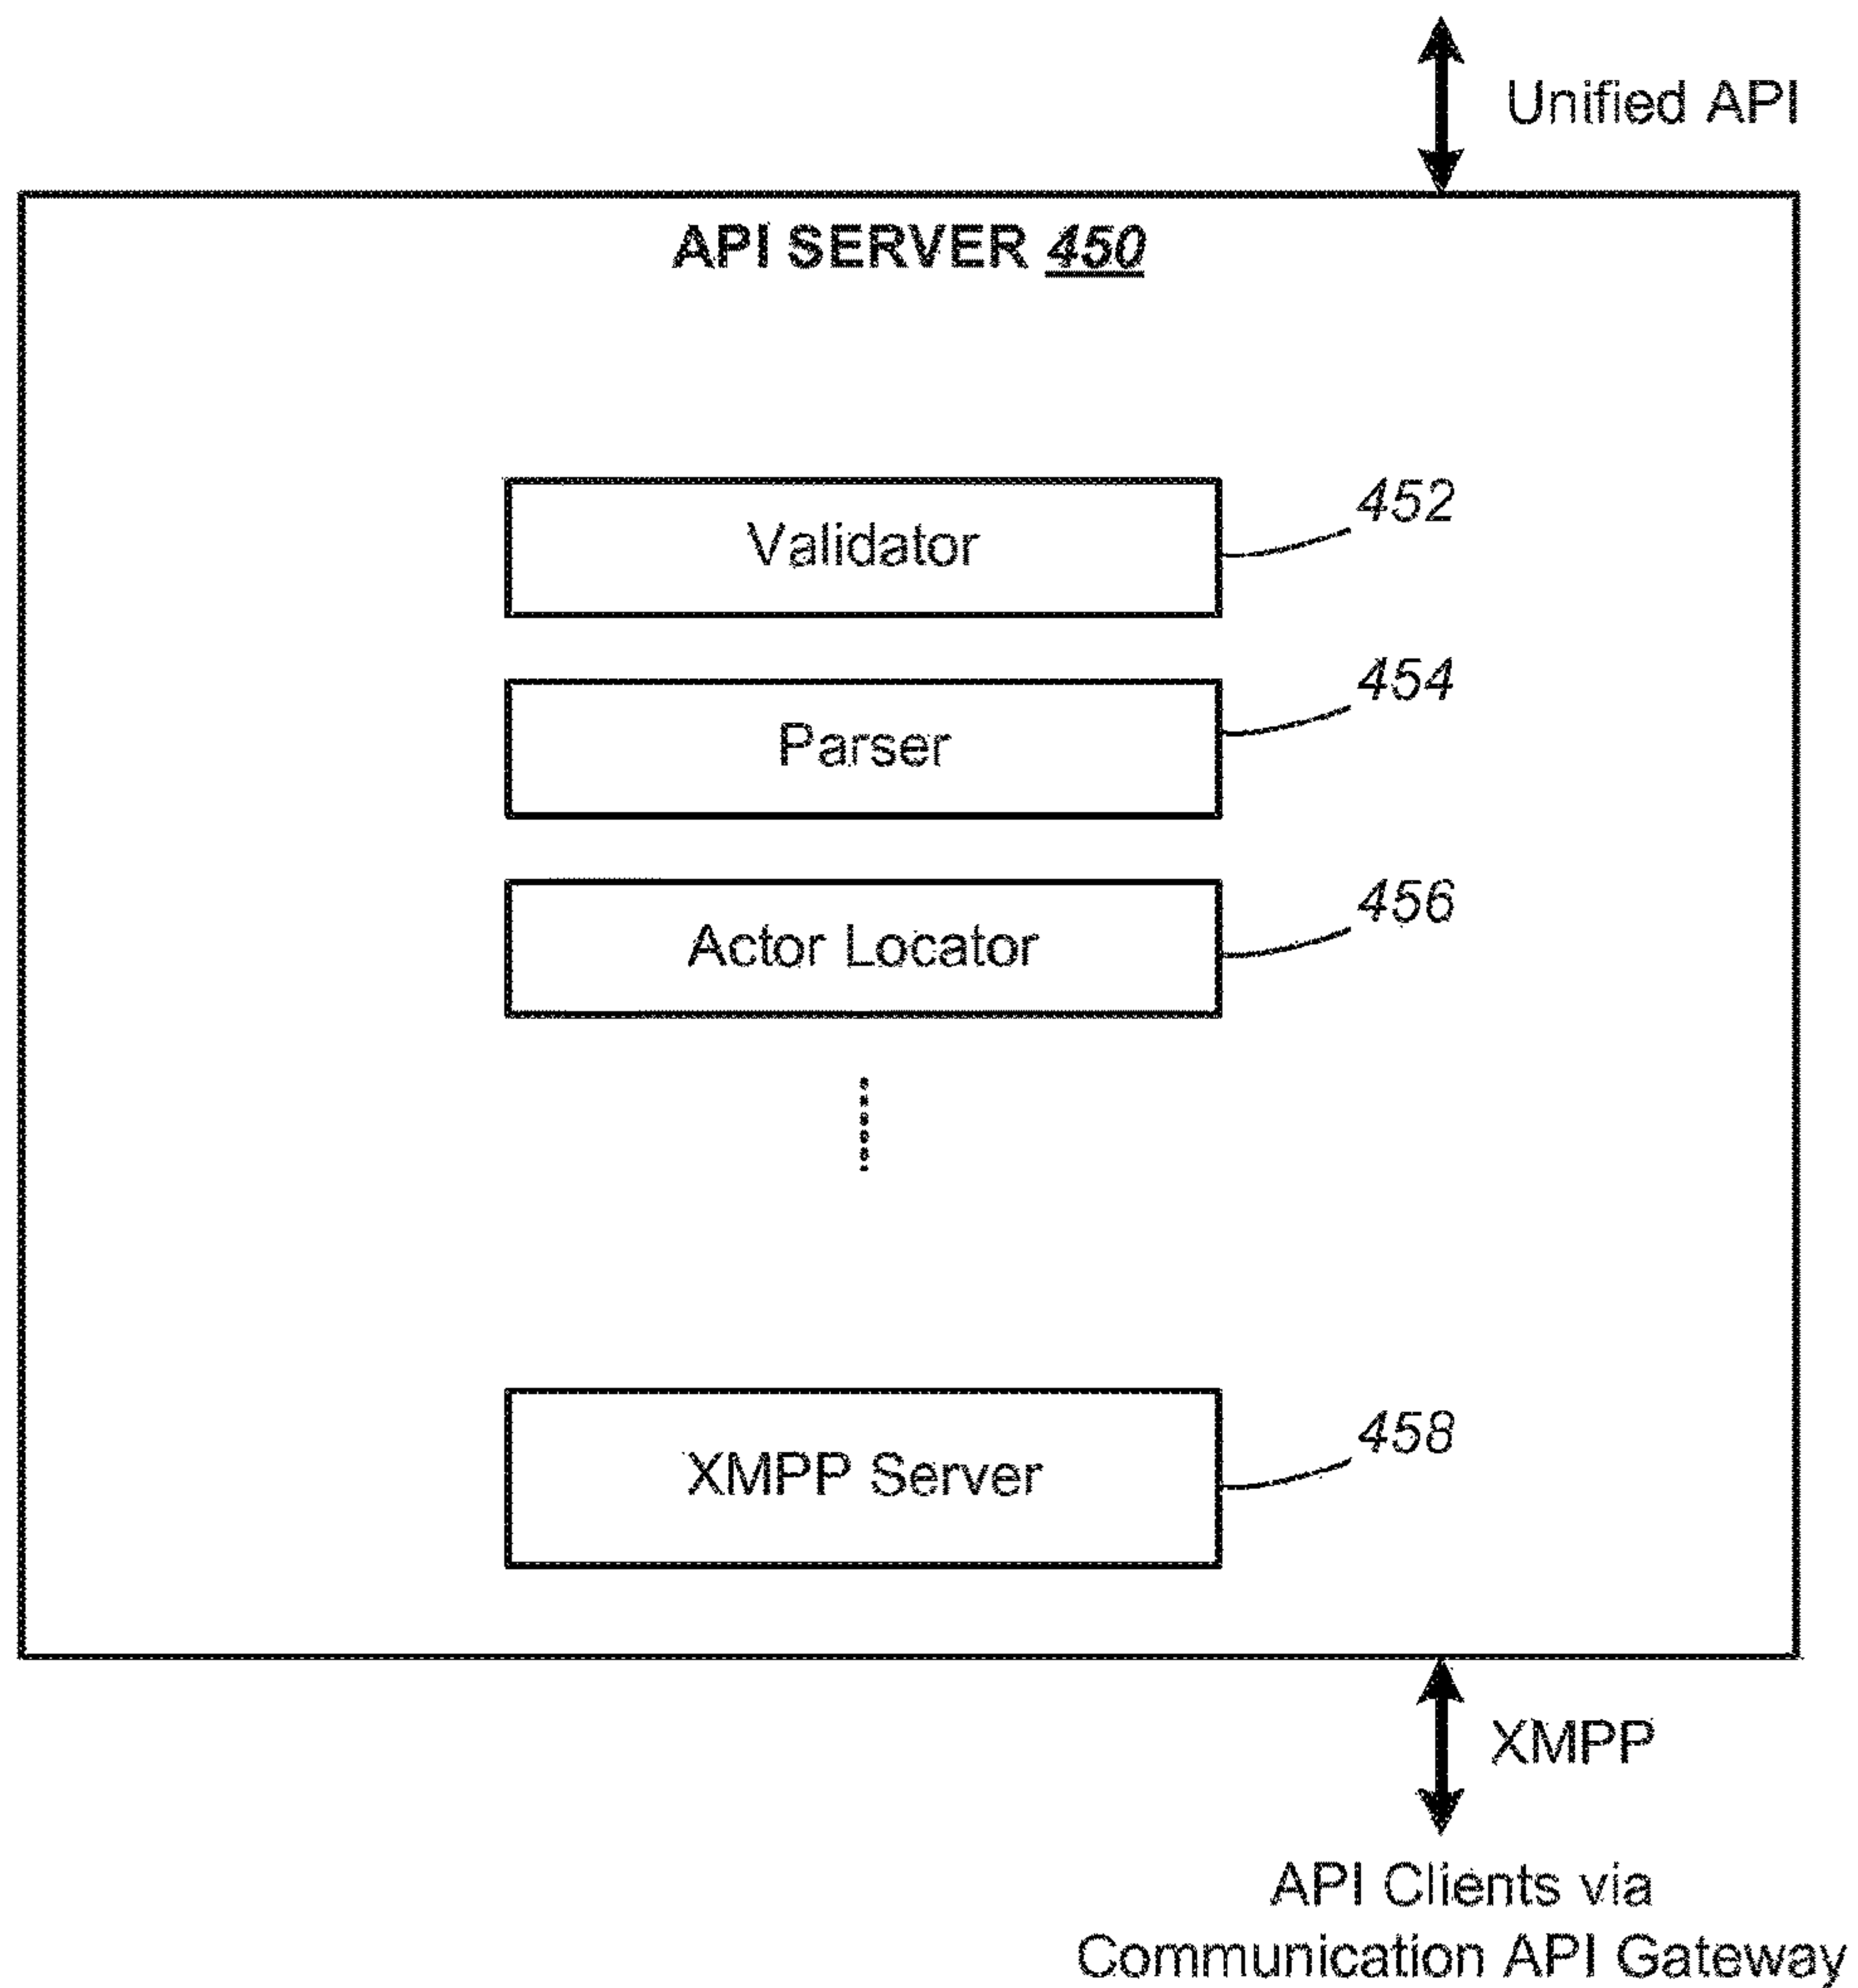 Unified API
API SERVER 450
Validator
452
Parser
454
Actor Locator
456
XMPP Server
458
XMPP
API Clients via
Communication API Gateway